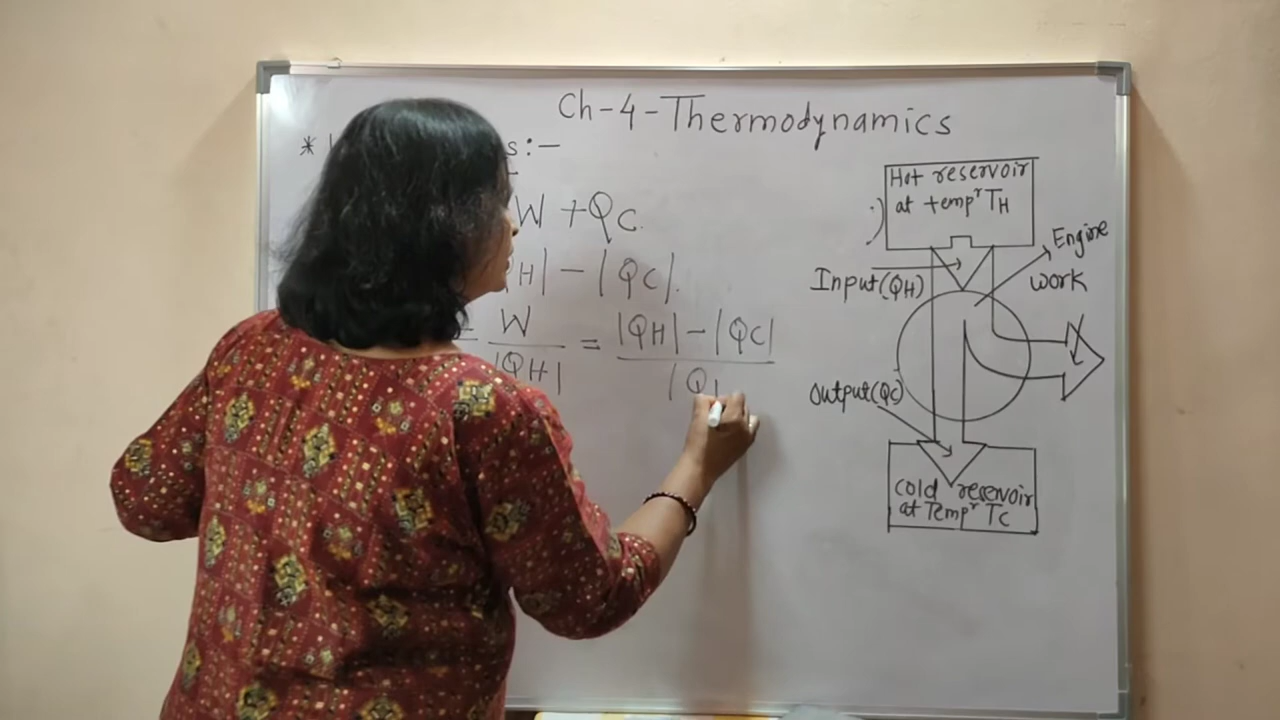 Ch-4-Thermodynamics
* s:-
W + QC.
QH| - |QC|.
= W / |QH| = |QH| - |QC| / |Q
Hot reservoir
at tempr TH
Engine
work
Input(QH)
Output(QC)
Cold reservoir
at Tempr TC